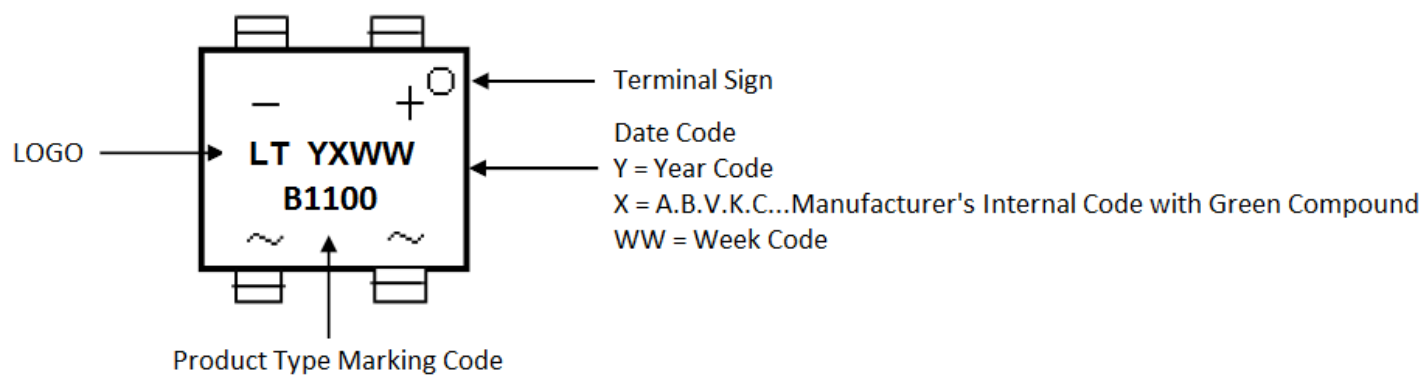 − +
Terminal Sign
Date Code
LOGO
LT YXWW
Y = Year Code
B1100
X = A.B.V.K.C...Manufacturer's Internal Code with Green Compound
~ ~
WW = Week Code
Product Type Marking Code